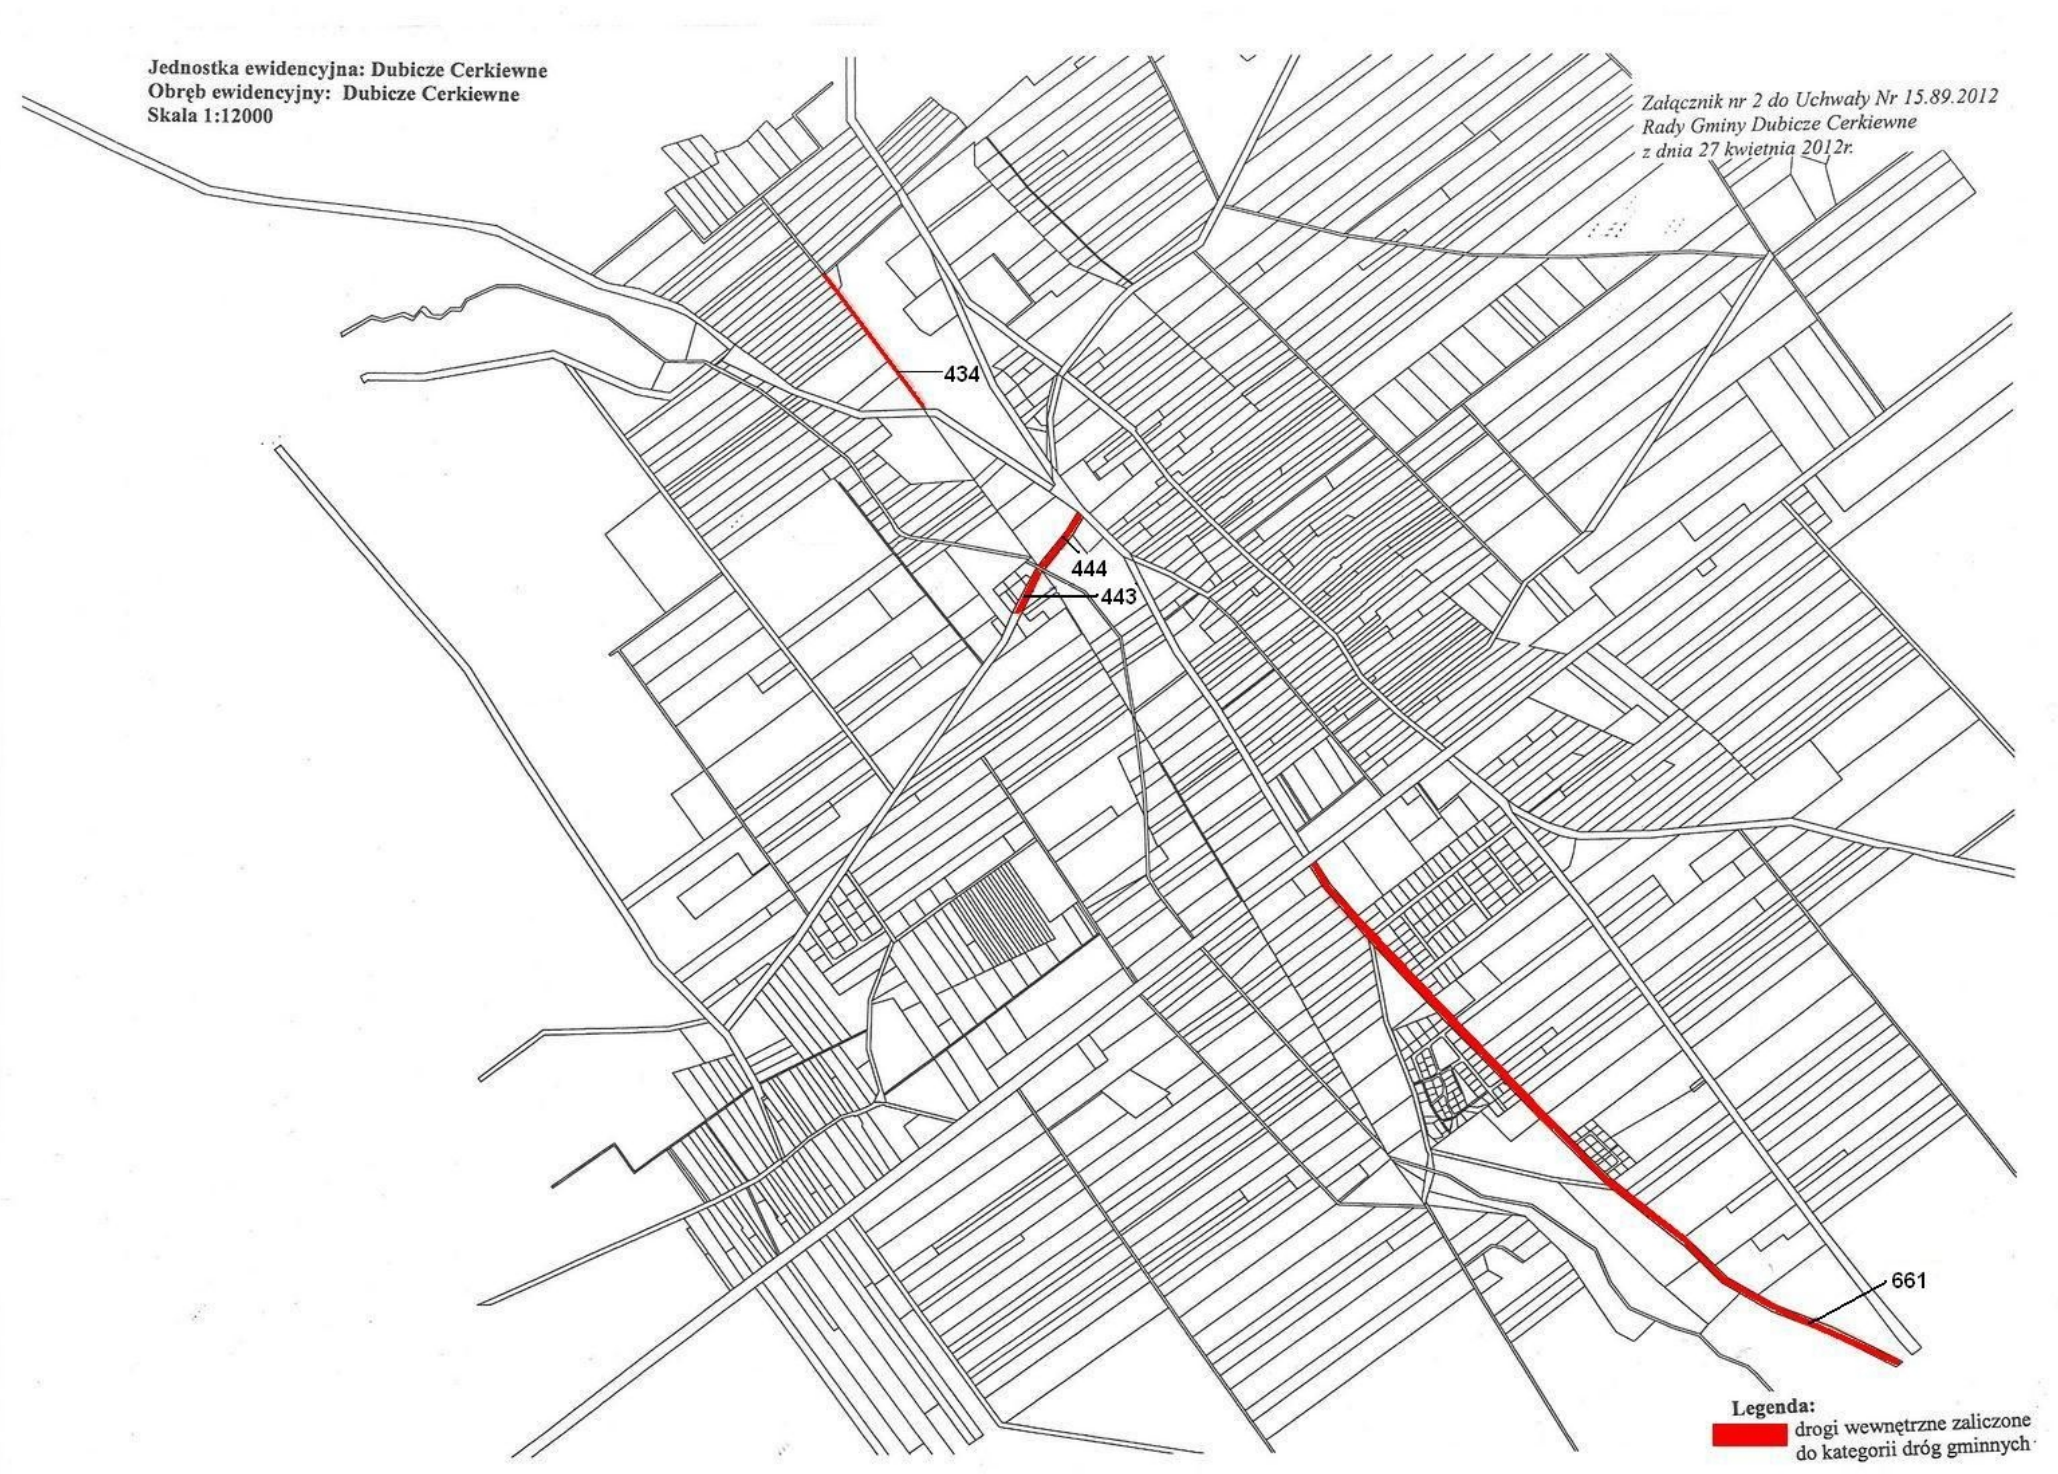 Jednostka ewidencyjna: Dubicze Cerkiewne
Obręb ewidencyjny: Dubicze Cerkiewne
Skala 1:12000
Załącznik nr 2 do Uchwały Nr 15.89.2012
Rady Gminy Dubicze Cerkiewne
z dnia 27 kwietnia 2012r.
434
444
443
661
Legenda:
drogi wewnętrzne zaliczone
do kategorii dróg gminnych